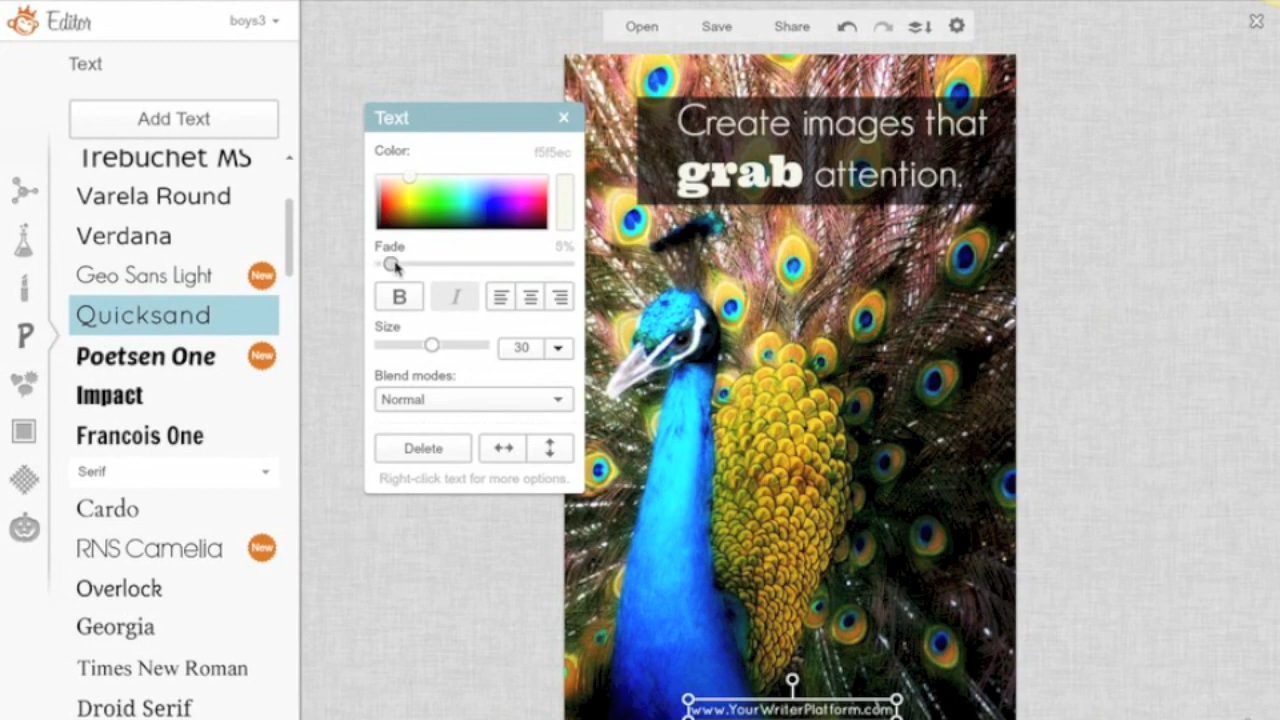 Editor
boys3
Open
Save
Share
Text
Add Text
Trebuchet MS
Varela Round
Verdana
Geo Sans Light
New
Quicksand
Poetsen One
New
Impact
Francois One
Serif
Cardo
RNS Camelia
New
Overlock
Georgia
Times New Roman
Droid Serif
Text
Color:
f5f5ec
Fade
5%
B
I
Size
30
Blend modes:
Normal
Delete
Right-click text for more options.
Create images that
grab attention.
www.YourWriterPlatform.com